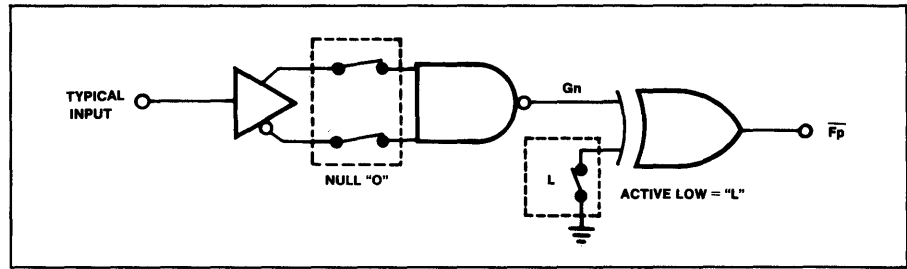 TYPICAL
INPUT
NULL "O"
Gn
L
Fp
ACTIVE LOW = "L"